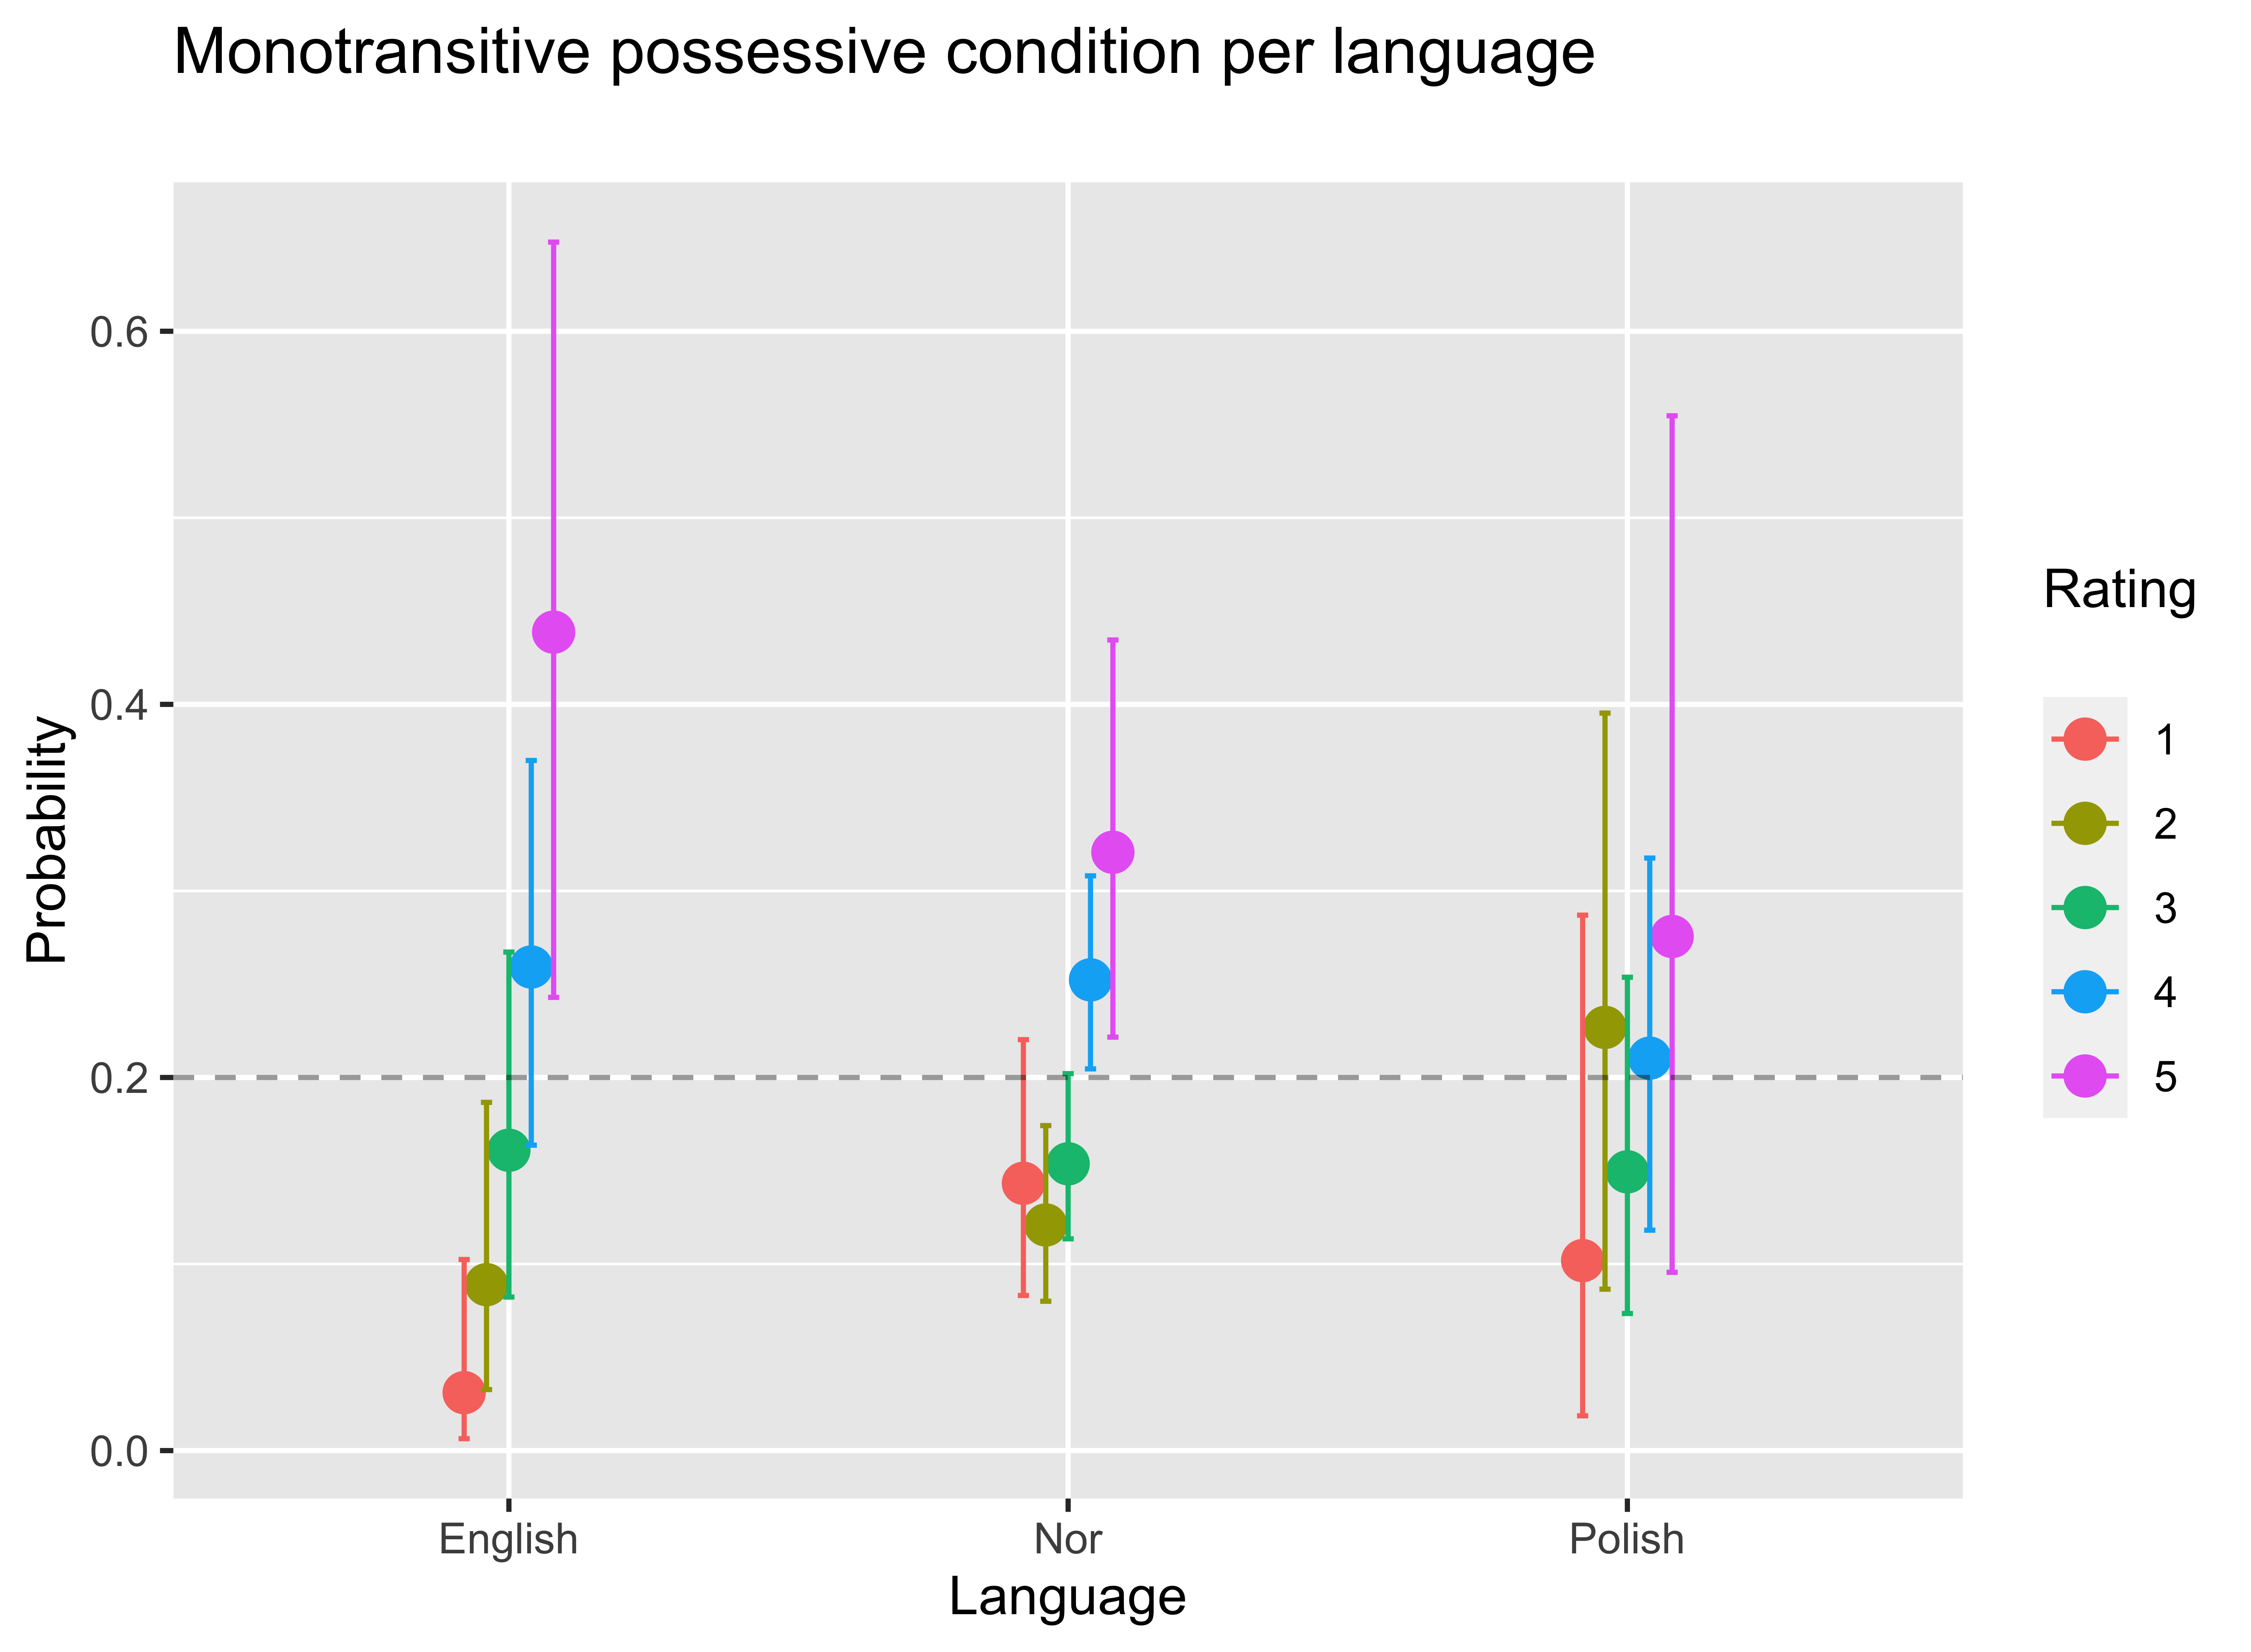 Monotransitive possessive condition per language
Probability
0.6
0.4
0.2
0.0
English Nor Polish
Language
Rating
1
2
3
4
5